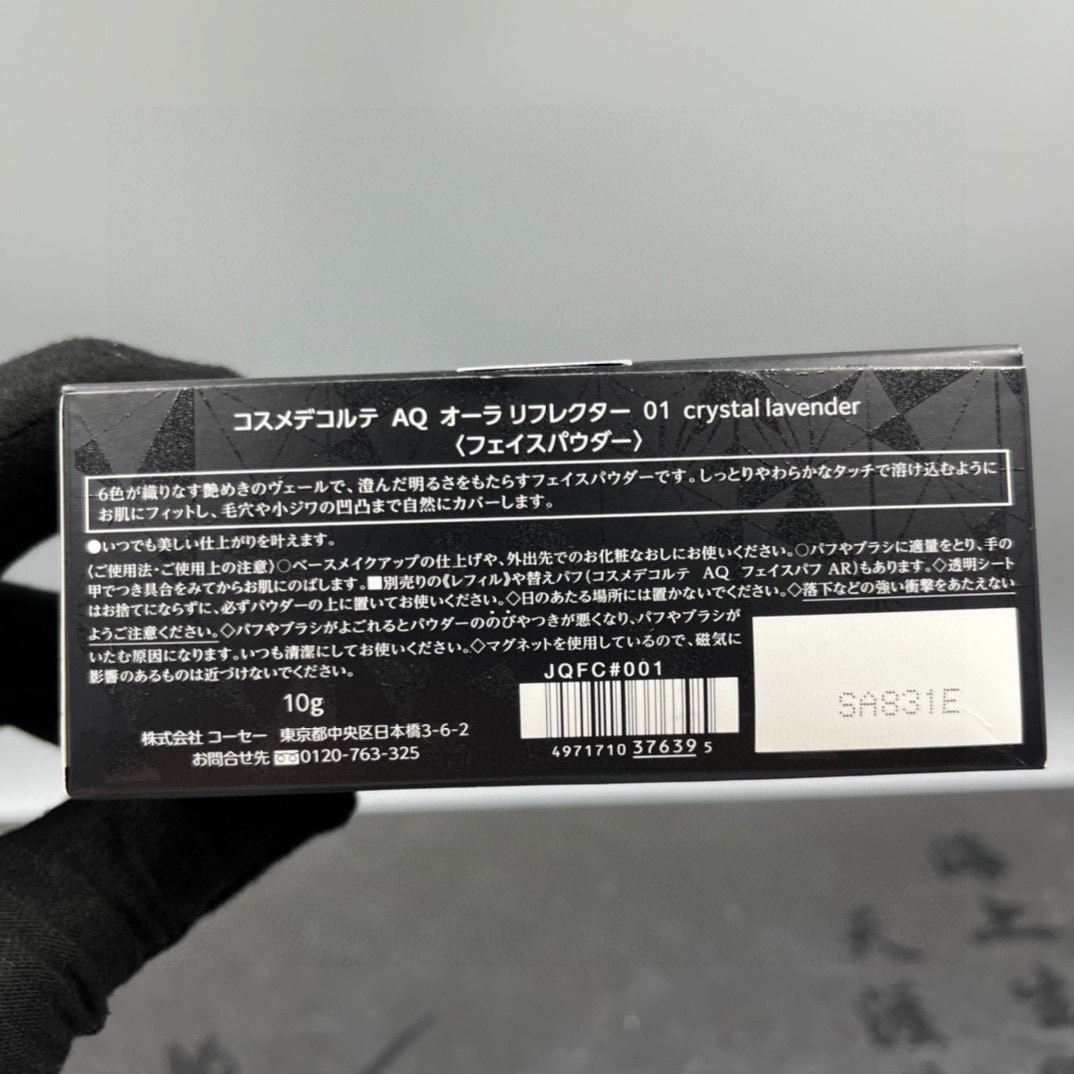 コスメデコルテ AQ オーラ リフレクター 01 crystal lavender
〈フェイスパウダー〉
6色が織りなす艶めきのヴェールで、澄んだ明るさをもたらすフェイスパウダーです。しっとりやわらかなタッチで溶け込むように
お肌にフィットし、毛穴や小ジワの凹凸まで自然にカバーします。
●いつでも美しい仕上がりを叶えます。
〈ご使用法・ご使用上の注意〉○ベースメイクアップの仕上げや、外出先でのお化粧なおしにお使いください。○パフやブラシに適量をとり、手の
甲でつき具合をみてからお肌にのばします。■別売りの《レフィル》や替えパフ(コスメデコルテ AQ フェイスパフ AR)もあります。◇透明シート
はお捨てにならずに、必ずパウダーの上に置いてお使いください。◇日のあたる場所には置かないでください。◇落下などの強い衝撃をあたえない
ようご注意ください。◇パフやブラシがよごれるとパウダーののびやつきが悪くなり、パフやブラシが
いたむ原因になります。いつも清潔にしてお使いください。◇マグネットを使用しているので、磁気に
影響のあるものは近づけないでください。
JQFC#001
10g
SA831E
株式会社 コーセー 東京都中央区日本橋3-6-2
お問合せ先 0120-763-325
4971710 37639 5